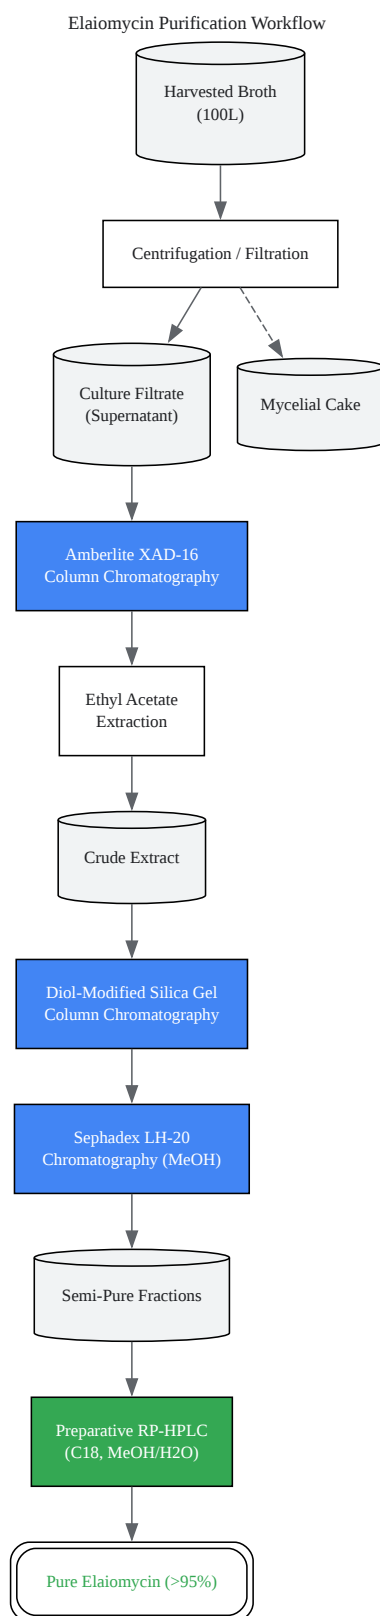 Elaiomycin Purification Workflow
Harvested Broth
(100L)
Centrifugation / Filtration
Culture Filtrate
(Supernatant)
Mycelial Cake
Amberlite XAD-16
Column Chromatography
Ethyl Acetate
Extraction
Crude Extract
Diol-Modified Silica Gel
Column Chromatography
Sephadex LH-20
Chromatography (MeOH)
Semi-Pure Fractions
Preparative RP-HPLC
(C18, MeOH/H2O)
Pure Elaiomycin (>95%)